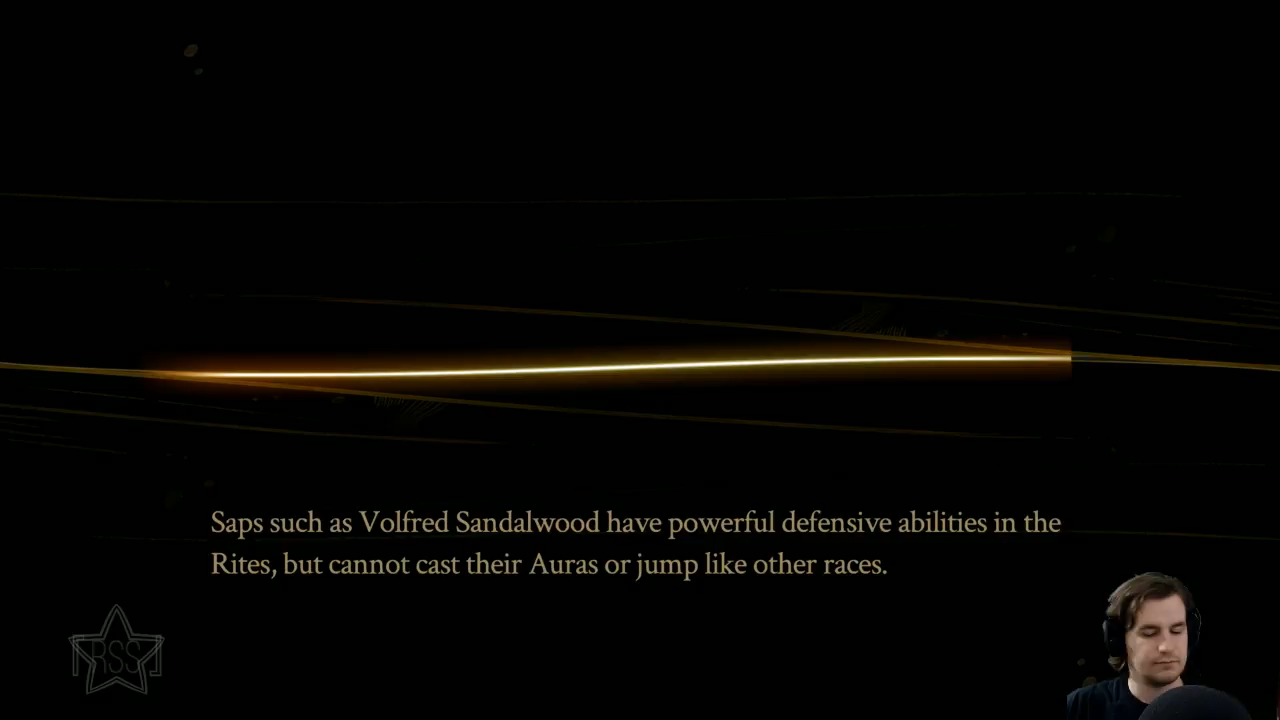 Saps such as Volfred Sandalwood have powerful defensive abilities in the
Rites, but cannot cast their Auras or jump like other races.
RSS